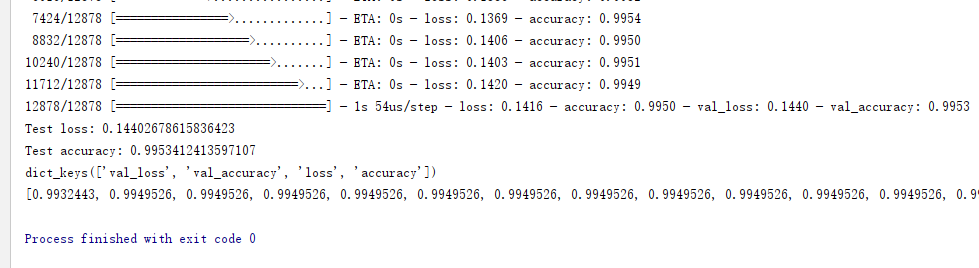 7424/12878 [================>.............] - ETA: 0s - loss: 0.1369 - accuracy: 0.9954
8832/12878 [===================>..........] - ETA: 0s - loss: 0.1406 - accuracy: 0.9950
10240/12878 [======================>.......] - ETA: 0s - loss: 0.1403 - accuracy: 0.9951
11712/12878 [==========================>...] - ETA: 0s - loss: 0.1420 - accuracy: 0.9949
12878/12878 [==============================] - 1s 54us/step - loss: 0.1416 - accuracy: 0.9950 - val_loss: 0.1440 - val_accuracy: 0.9953
Test loss: 0.14402678615836423
Test accuracy: 0.9953412413597107
dict_keys(['val_loss', 'val_accuracy', 'loss', 'accuracy'])
[0.9932443, 0.9949526, 0.9949526, 0.9949526, 0.9949526, 0.9949526, 0.9949526, 0.9949526, 0.9949526, 0.9949526, 0.9949526, 0.9949526,
Process finished with exit code 0